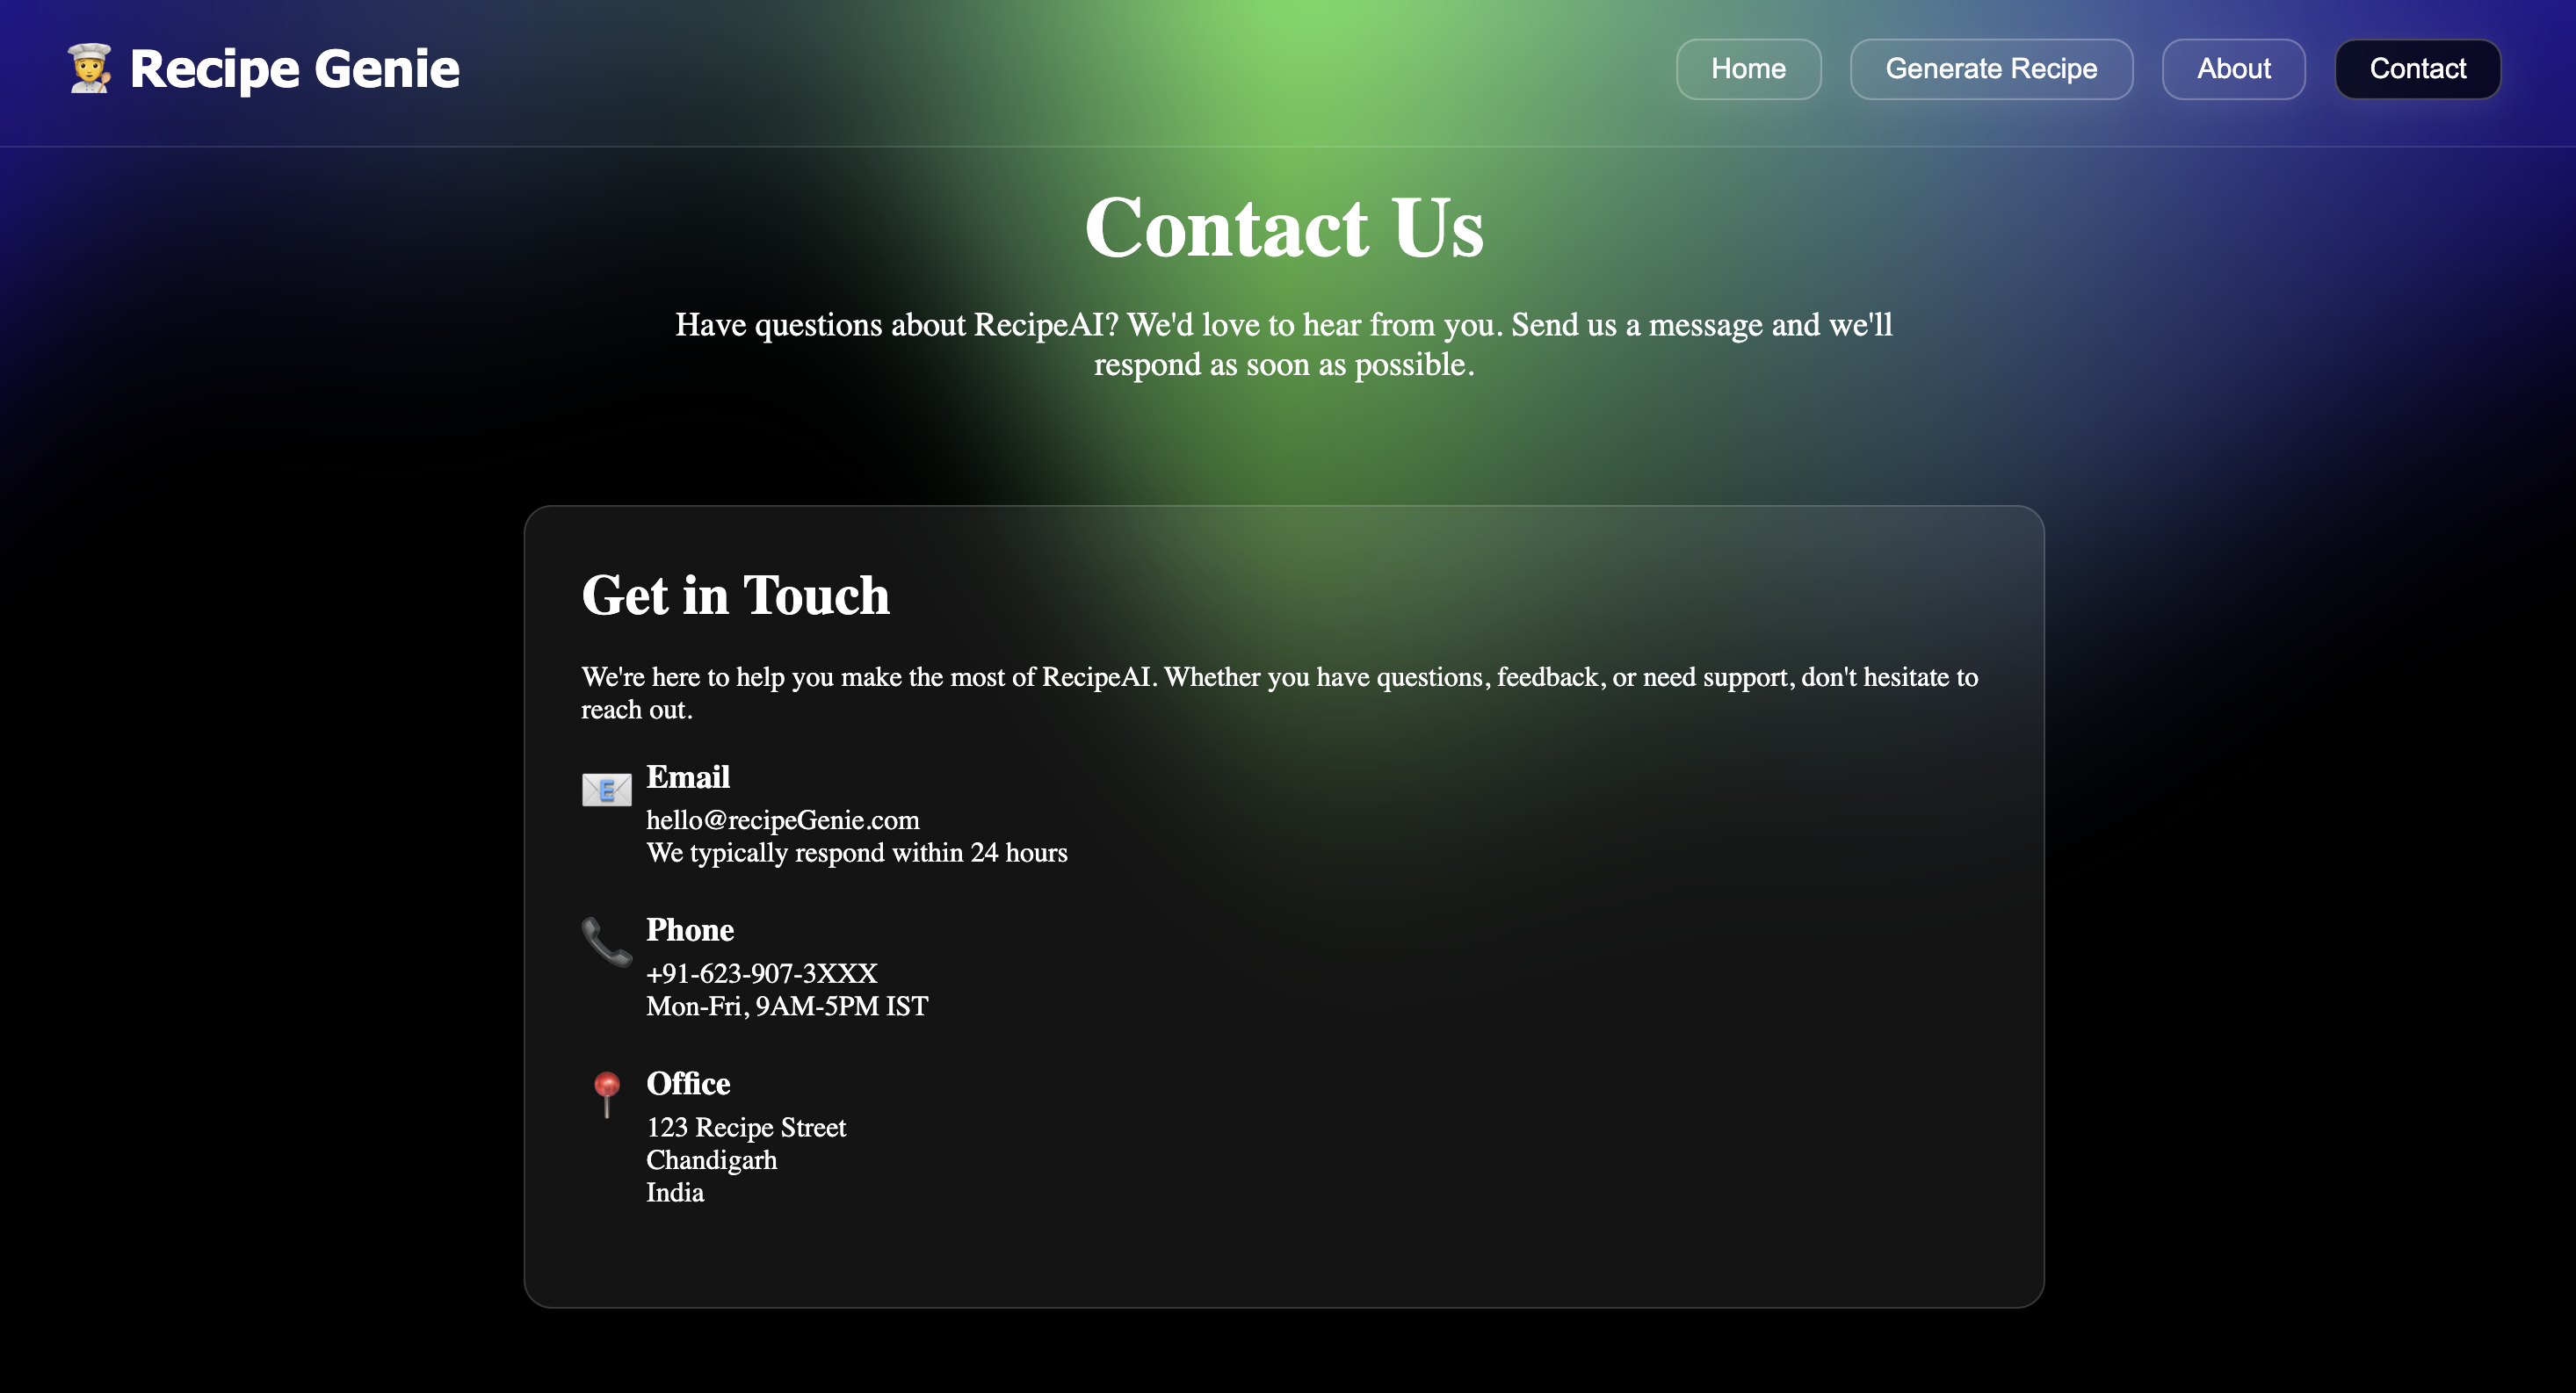 Recipe Genie
Home
Generate Recipe
About
Contact
Contact Us
Have questions about RecipeAI? We'd love to hear from you. Send us a message and we'll
respond as soon as possible.
Get in Touch
We're here to help you make the most of RecipeAI. Whether you have questions, feedback, or need support, don't hesitate to
reach out.
E
Email
hello@recipeGenie.com
We typically respond within 24 hours
Phone
+91-623-907-3XXX
Mon-Fri, 9AM-5PM IST
Office
123 Recipe Street
Chandigarh
India